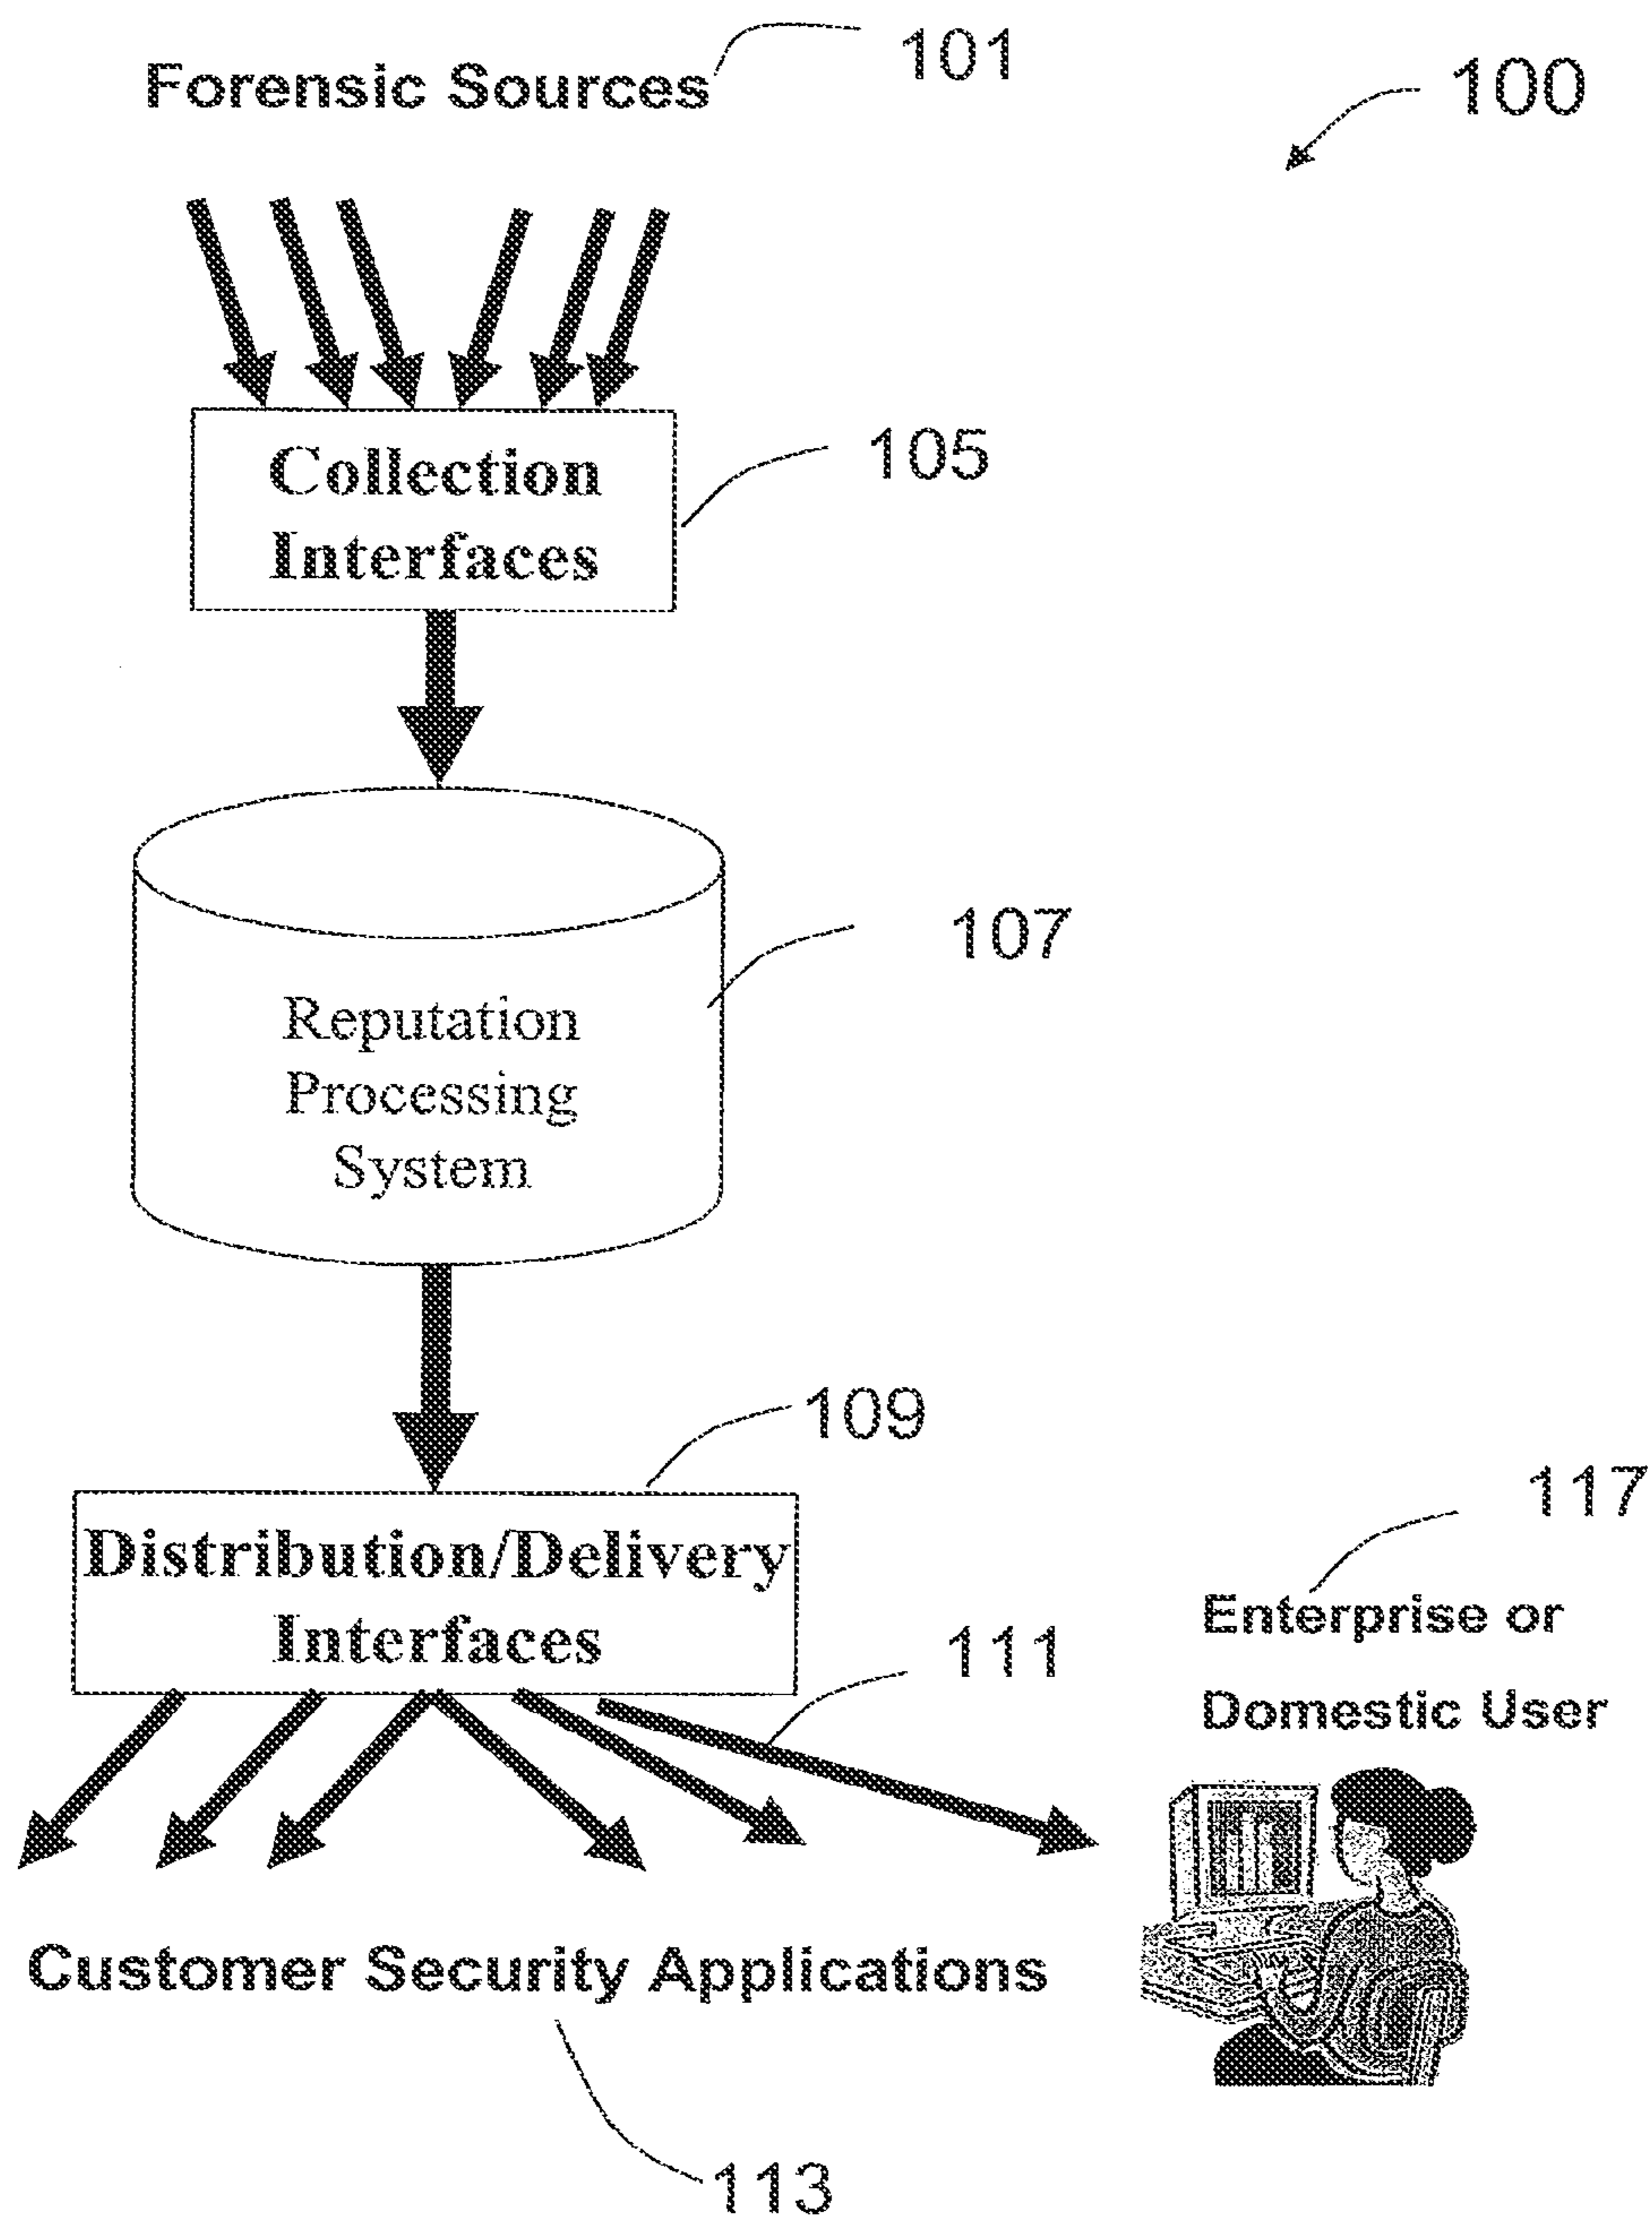 Forensic Sources
101
100
Collection
Interfaces
105
Reputation
Processing
System
107
109
Distribution/Delivery
Interfaces
111
117
Enterprise or
Domestic User
Customer Security Applications
113